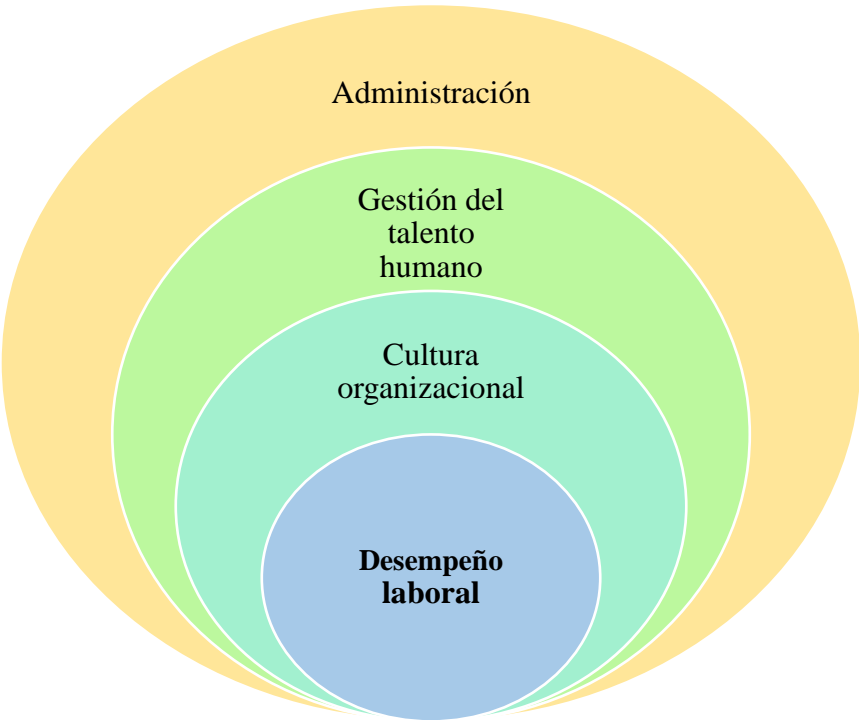 Administración
Gestión del
talento
humano
Cultura
organizacional
Desempeño
laboral